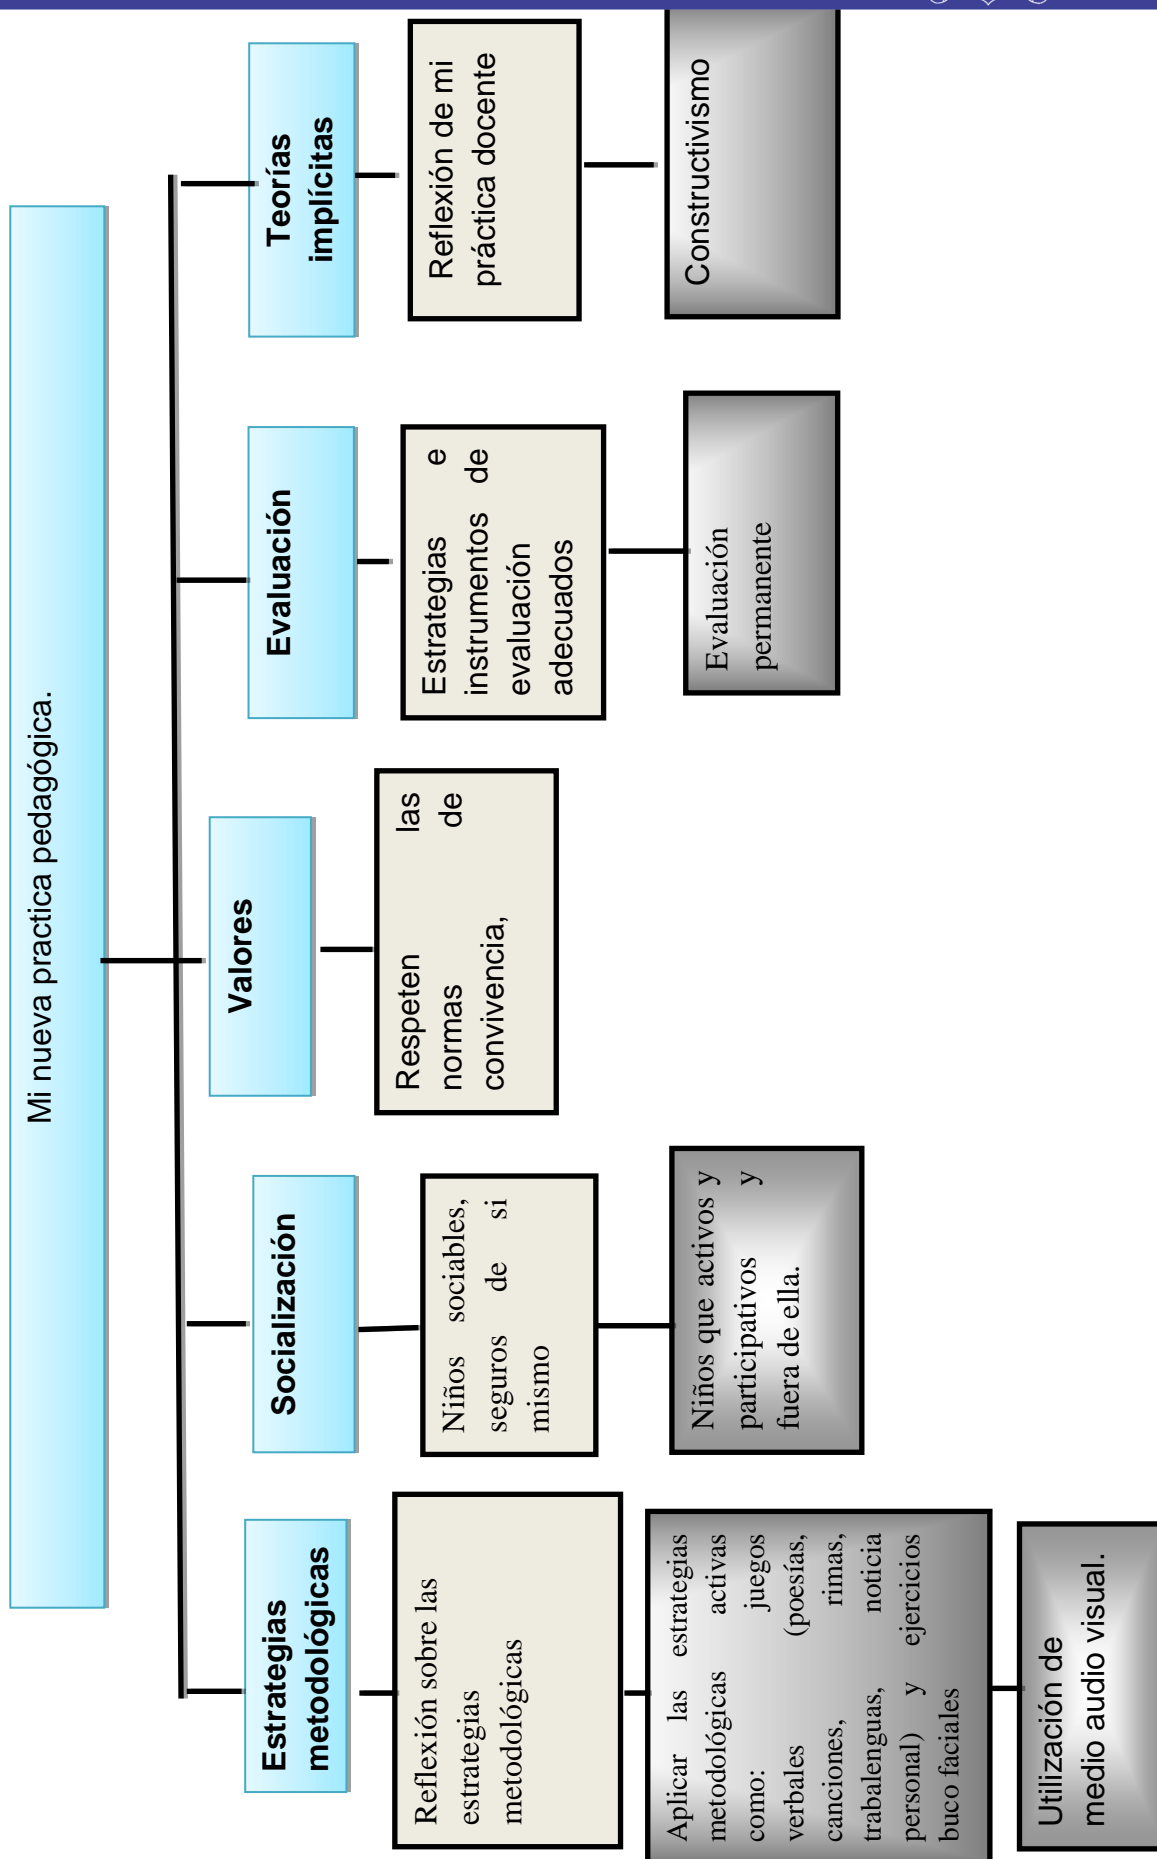 Mi nueva practica pedagógica.
Estrategias
metodológicas
Reflexión sobre las
estrategias
metodológicas
Aplicar las estrategias
metodológicas activas
como: juegos
verbales (poesías,
canciones, rimas,
trabalenguas, noticia
personal) y ejercicios
buco faciales
Utilización de
medio audio visual.
Socialización
Niños sociables,
seguros de si
mismo
Niños que activos y
participativos y
fuera de ella.
Valores
Respeten las
normas de
convivencia,
Evaluación
Estrategias e
instrumentos de
evaluación
adecuados
Evaluación
permanente
Teorías
implícitas
Reflexión de mi
práctica docente
Constructivismo